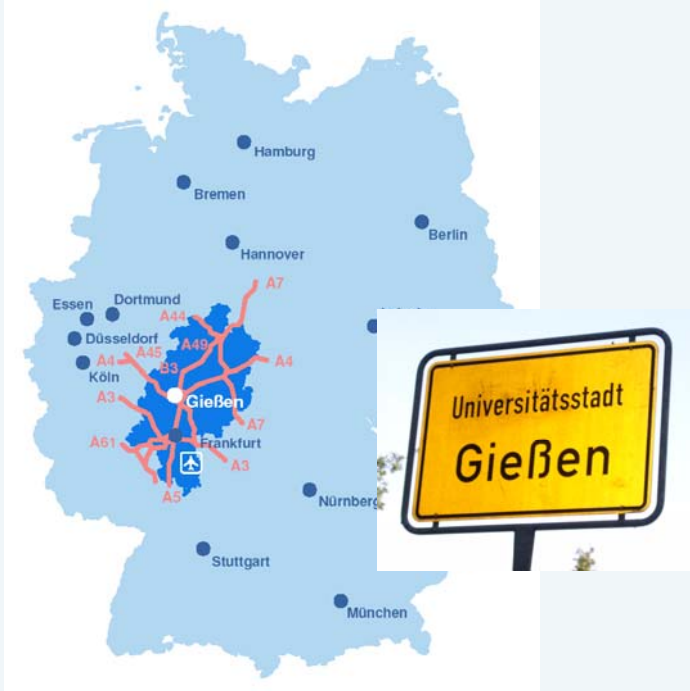 Hamburg
Bremen
Berlin
Hannover
A7
Essen
Dortmund
A44
Düsseldorf
A49
A45
A4
B3
A4
Köln
A3
Gießen
A7
A61
Frankfurt
A3
A5
Nürnberg
Stuttgart
München
Universitätsstadt
Gießen